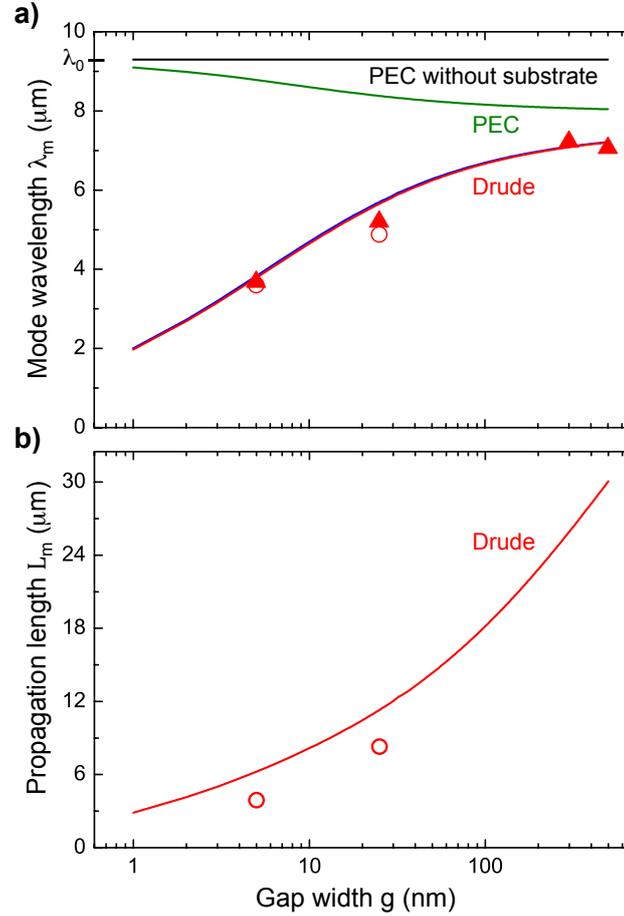 a)
10
λ₀
8
6
4
2
0
Mode wavelength λₘ (μm)
PEC without substrate
PEC
Drude
b)
30
24
18
12
6
0
Propagation length Lₘ (μm)
Drude
1
10
100
Gap width g (nm)